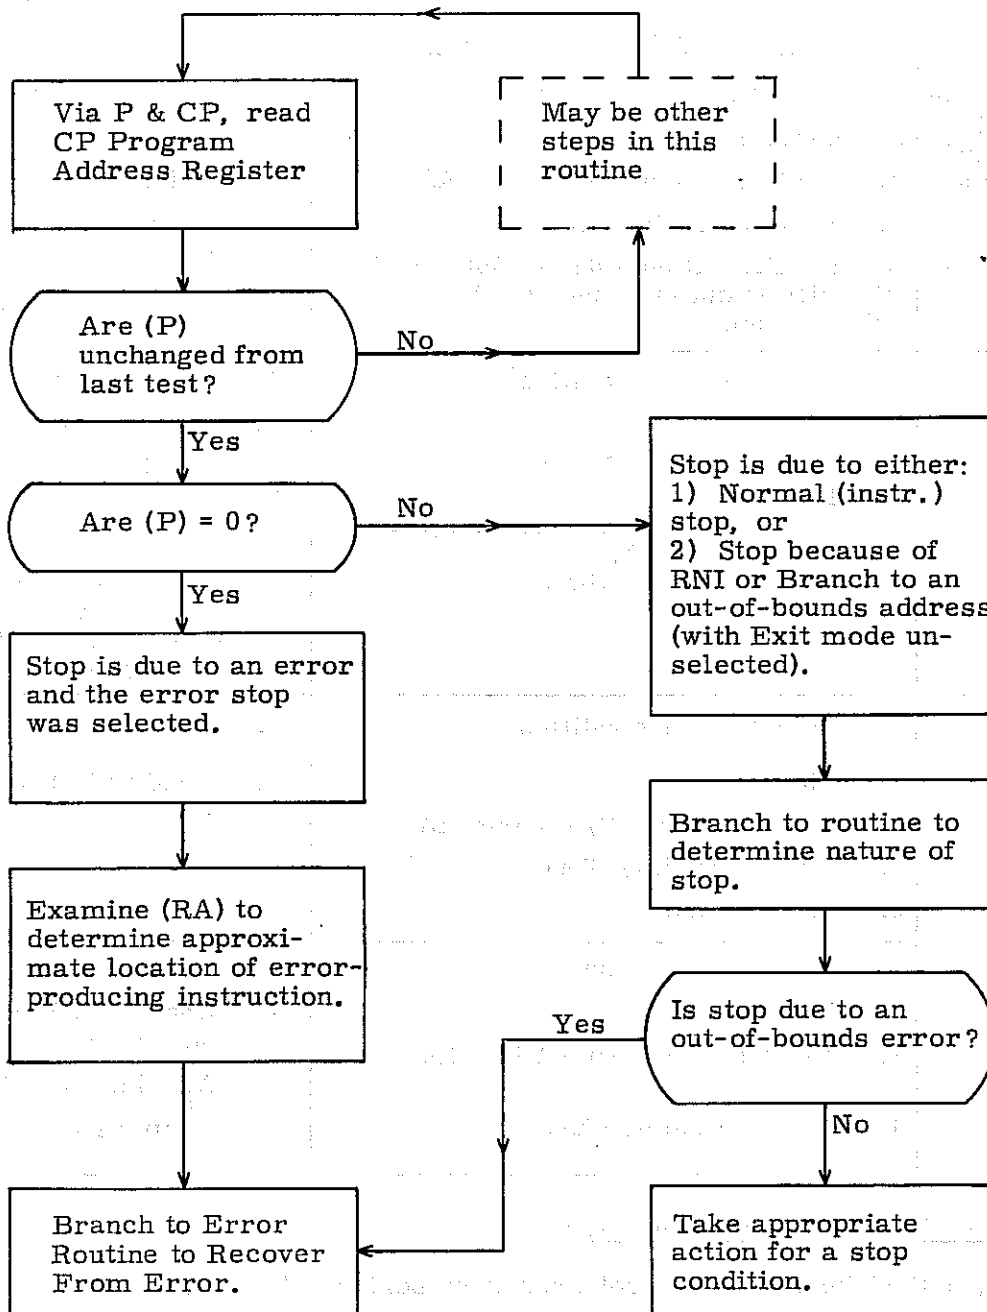 Via P & CP, read
CP Program
Address Register
May be other
steps in this
routine
Are (P)
unchanged from
last test?
No
Yes
Are (P) = 0?
No
Yes
Stop is due to either:
1) Normal (instr.)
stop, or
2) Stop because of
RNI or Branch to an
out-of-bounds address
(with Exit mode un-
selected).
Stop is due to an error
and the error stop
was selected.
Branch to routine to
determine nature of
stop.
Examine (RA) to
determine approxi-
mate location of error-
producing instruction.
Is stop due to an
out-of-bounds error?
Yes
No
Branch to Error
Routine to Recover
From Error.
Take appropriate
action for a stop
condition.